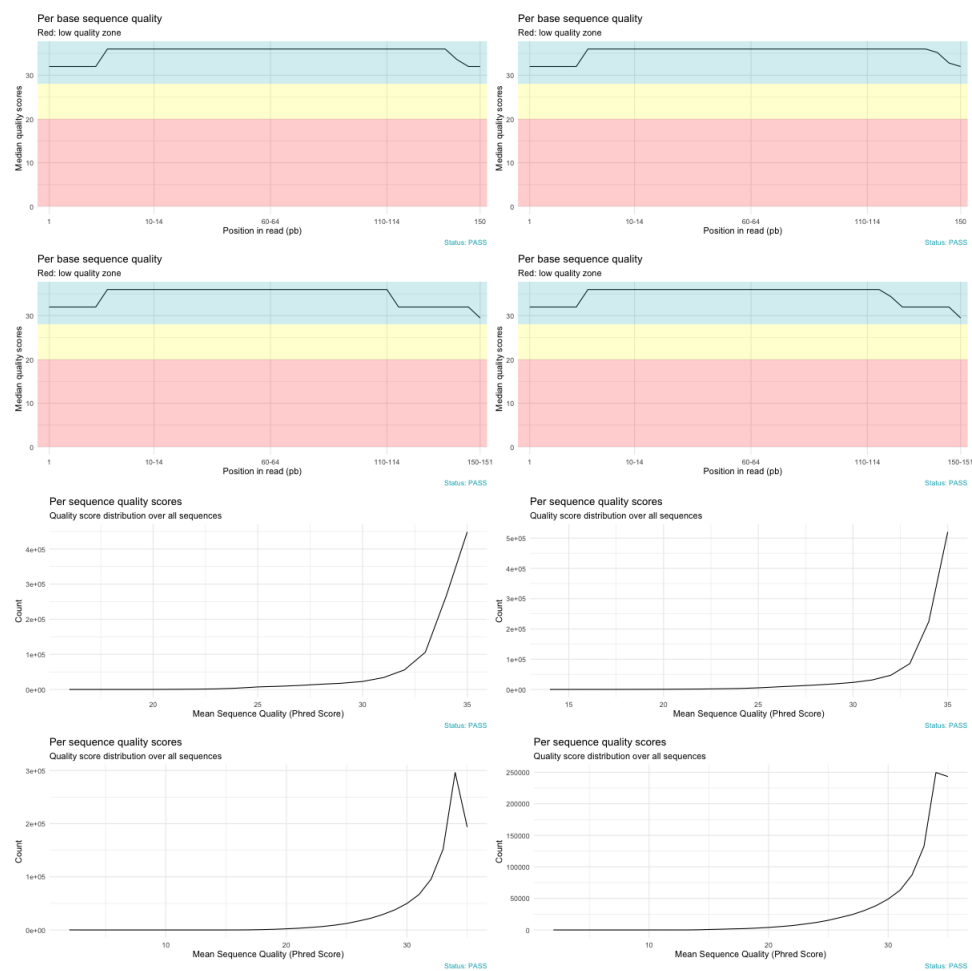 Per base sequence quality
Red: low quality zone
Median quality scores
30
20
10
0
1
10-14
60-64
110-114
150
Position in read (pb)
Status: PASS
Per base sequence quality
Red: low quality zone
Median quality scores
30
20
10
0
1
10-14
60-64
110-114
150
Position in read (pb)
Status: PASS
Per base sequence quality
Red: low quality zone
Median quality scores
30
20
10
0
1
10-14
60-64
110-114
150-151
Position in read (pb)
Status: PASS
Per base sequence quality
Red: low quality zone
Median quality scores
30
20
10
0
1
10-14
60-64
110-114
150-151
Position in read (pb)
Status: PASS
Per sequence quality scores
Quality score distribution over all sequences
Count
4e+05
3e+05
2e+05
1e+05
0e+00
20
25
30
35
Mean Sequence Quality (Phred Score)
Status: PASS
Per sequence quality scores
Quality score distribution over all sequences
Count
5e+05
4e+05
3e+05
2e+05
1e+05
0e+00
15
20
25
30
35
Mean Sequence Quality (Phred Score)
Status: PASS
Per sequence quality scores
Quality score distribution over all sequences
Count
3e+05
2e+05
1e+05
0e+00
10
20
30
Mean Sequence Quality (Phred Score)
Status: PASS
Per sequence quality scores
Quality score distribution over all sequences
Count
250000
200000
150000
100000
50000
0
10
20
30
Mean Sequence Quality (Phred Score)
Status: PASS